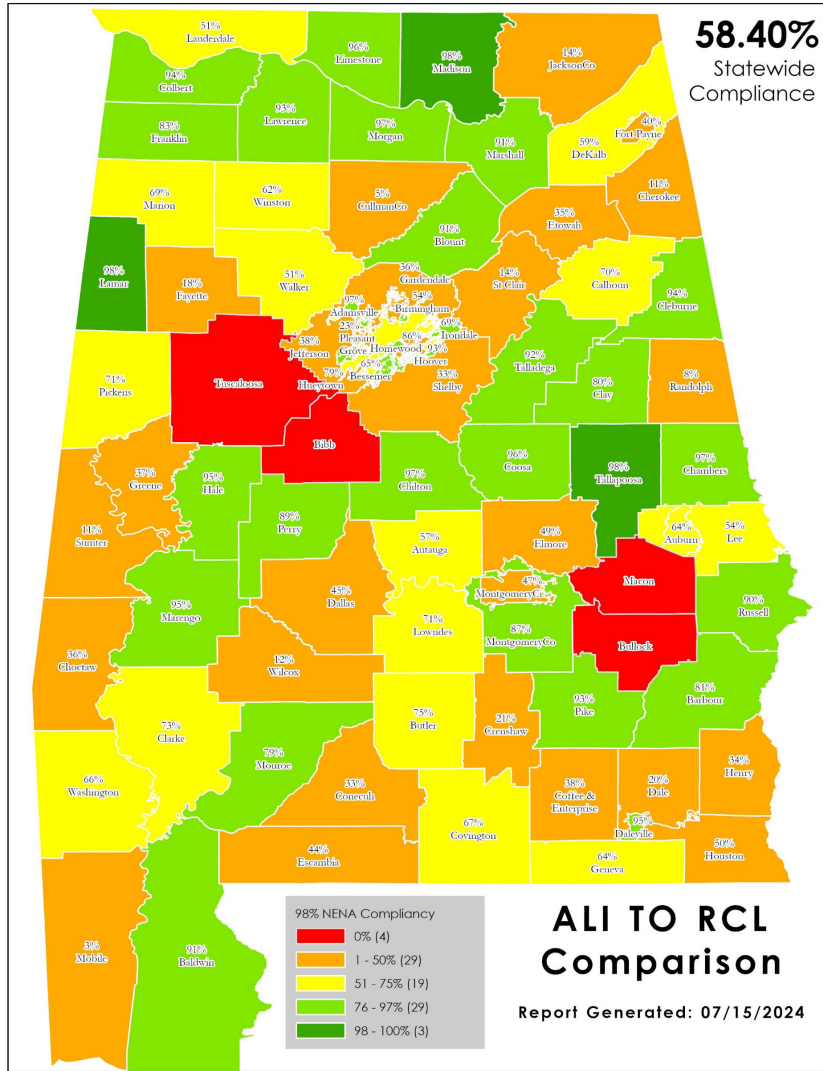 58.40%
Statewide
Compliance
51%
Lauderdale
96%
Limestone
98%
Madison
14%
JacksonCo
94%
Colbert
93%
Lawrence
83%
Franklin
97%
Morgan
91%
Marshall
59%
DeKalb
40%
Fort Payne
69%
Marion
62%
Winston
5%
CullmanCo
11%
Cherokee
35%
Etowah
91%
Blount
98%
Lamar
18%
Fayette
51%
Walker
36%
Gardendale
14%
St Clair
70%
Calhoun
94%
Cleburne
97%
Adamsville
54%
Birmingham
23%
Pleasant
Grove
69%
Irondale
38%
Jefferson
86%
Homewood
93%
Hoover
79%
Hueytown
65%
Bessemer
33%
Shelby
92%
Talladega
80%
Clay
8%
Randolph
71%
Pickens
Tuscaloosa
Bibb
37%
Greene
95%
Hale
97%
Chilton
96%
Coosa
98%
Tallapoosa
97%
Chambers
11%
Sumter
89%
Perry
57%
Autauga
49%
Elmore
64%
Auburn
54%
Lee
45%
Dallas
47%
MontgomeryCi
Macon
95%
Marengo
90%
Russell
36%
Choctaw
71%
Lowndes
87%
MontgomeryCo
Bullock
12%
Wilcox
81%
Barbour
73%
Clarke
75%
Butler
21%
Crenshaw
93%
Pike
79%
Monroe
66%
Washington
33%
Conecuh
38%
Coffee &
Enterprise
20%
Dale
34%
Henry
67%
Covington
95%
Daleville
44%
Escambia
64%
Geneva
50%
Houston
3%
Mobile
91%
Baldwin
98% NENA Compliancy
0% (4)
1 - 50% (29)
51 - 75% (19)
76 - 97% (29)
98 - 100% (3)
ALI TO RCL
Comparison
Report Generated: 07/15/2024